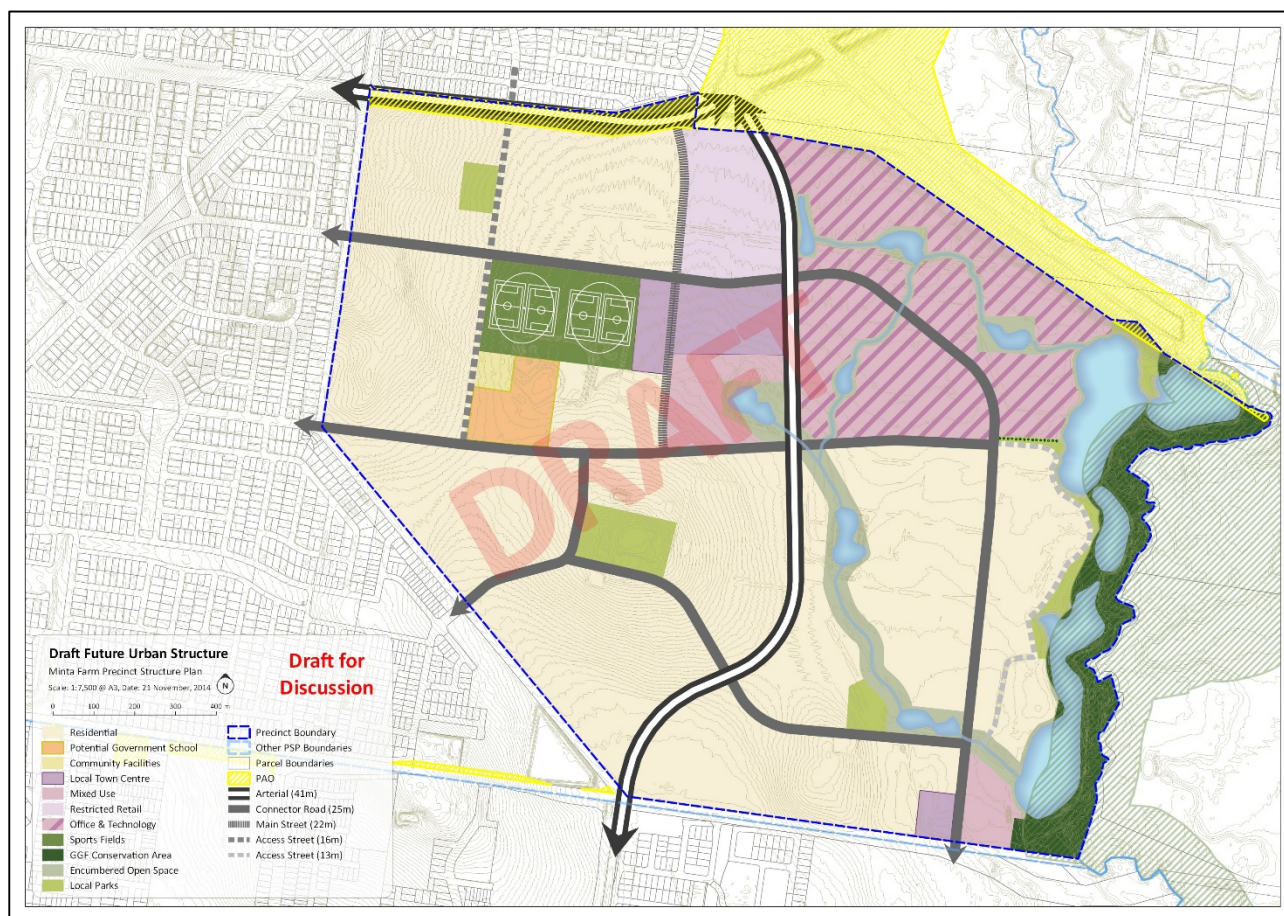 DRAFT
Draft Future Urban Structure
Minta Farm Precinct Structure Plan
Scale: 1:7,500 @ A3, Date: 21 November, 2014
N
0 100 200 300 400 m
Draft for
Discussion
Residential
Potential Government School
Community Facilities
Local Town Centre
Mixed Use
Restricted Retail
Office & Technology
Sports Fields
GGF Conservation Area
Encumbered Open Space
Local Parks
Precinct Boundary
Other PSP Boundaries
Parcel Boundaries
PAO
Arterial (41m)
Connector Road (25m)
Main Street (22m)
Access Street (16m)
Access Street (13m)